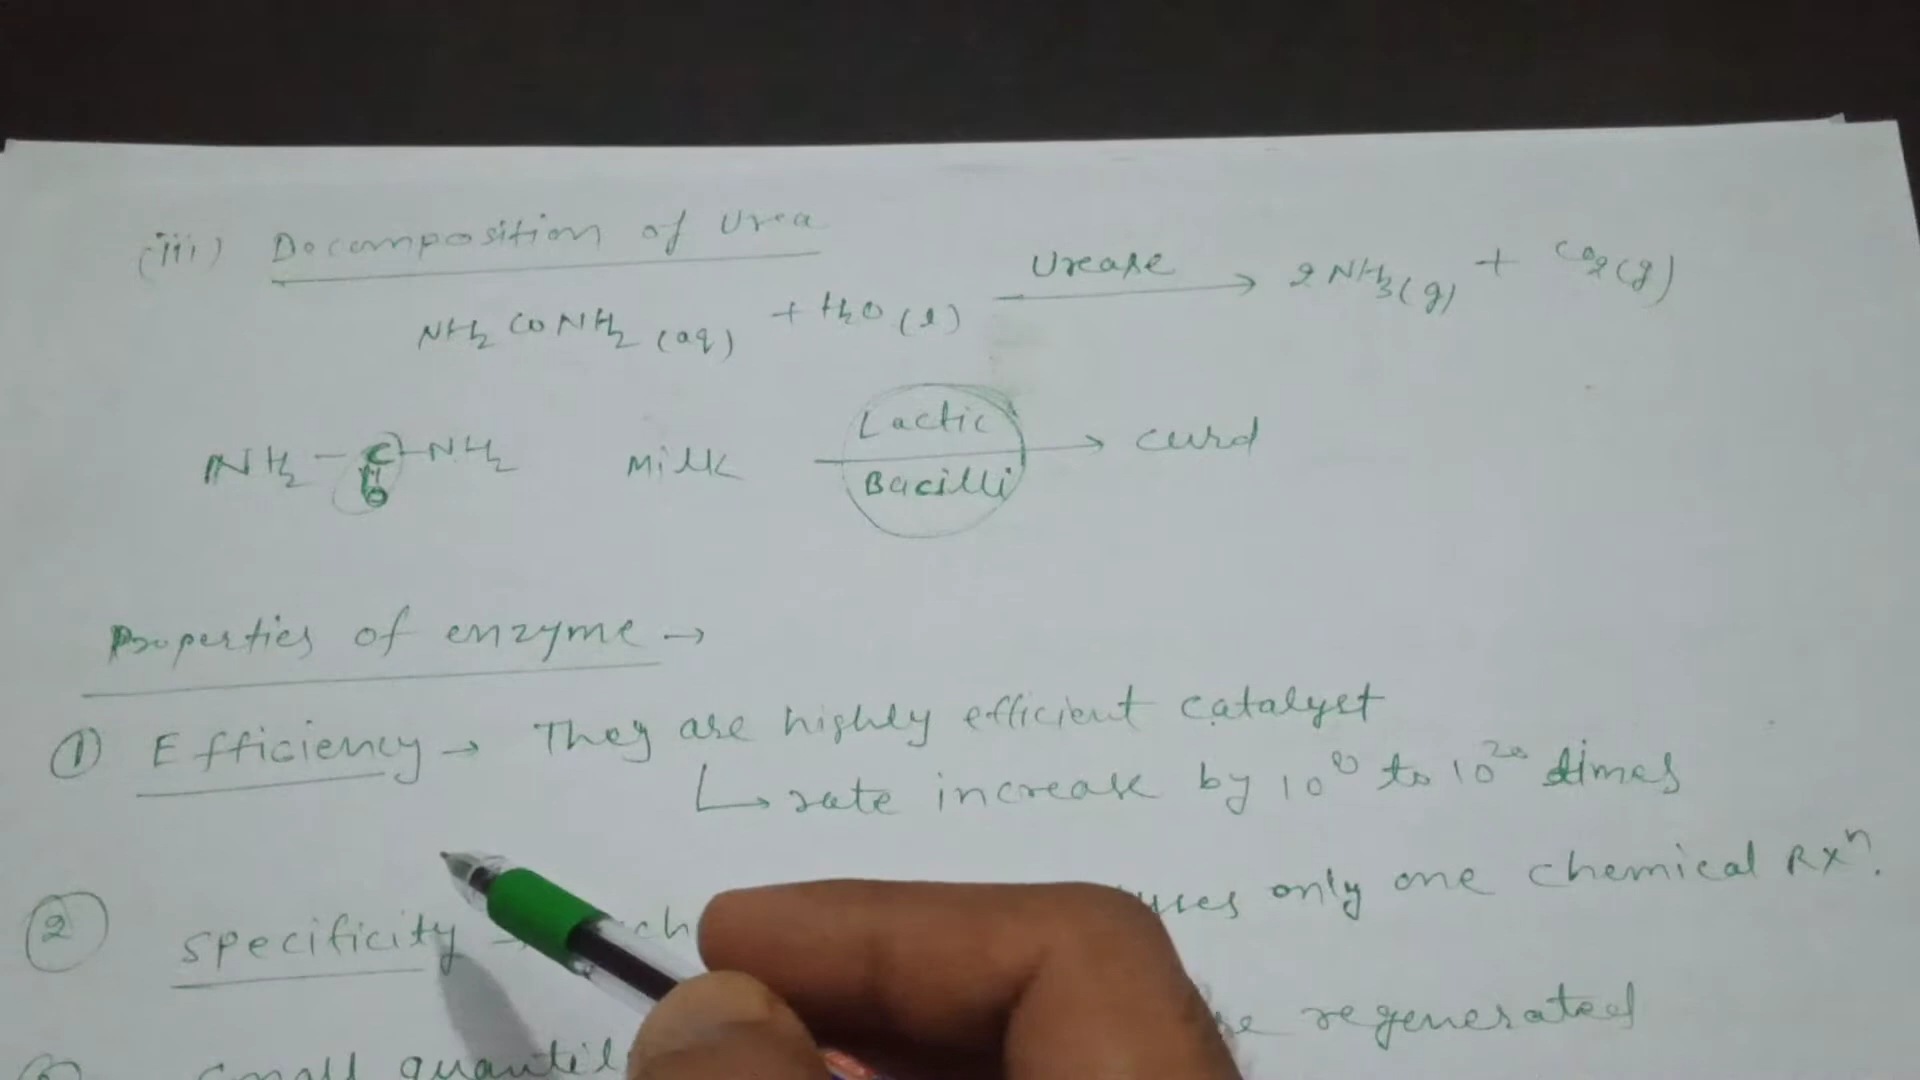 (iii) Decomposition of Urea
NH2CONH2(aq) + H2O(l) Urease → 2NH3(g) + CO2(g)
NH2-C-NH2 Milk Lactic Bacilli → curd
O
Properties of enzyme →
① Efficiency → They are highly efficient catalyst
↳ rate increase by 10^8 to 10^20 times
② Specificity → only one chemical Rxn.
Small regenerated